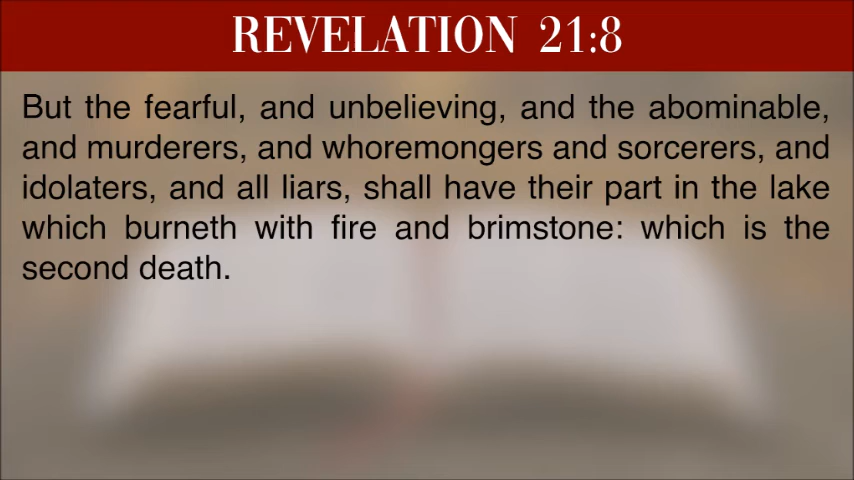 REVELATION 21:8
But the fearful, and unbelieving, and the abominable,
and murderers, and whoremongers and sorcerers, and
idolaters, and all liars, shall have their part in the lake
which burneth with fire and brimstone: which is the
second death.